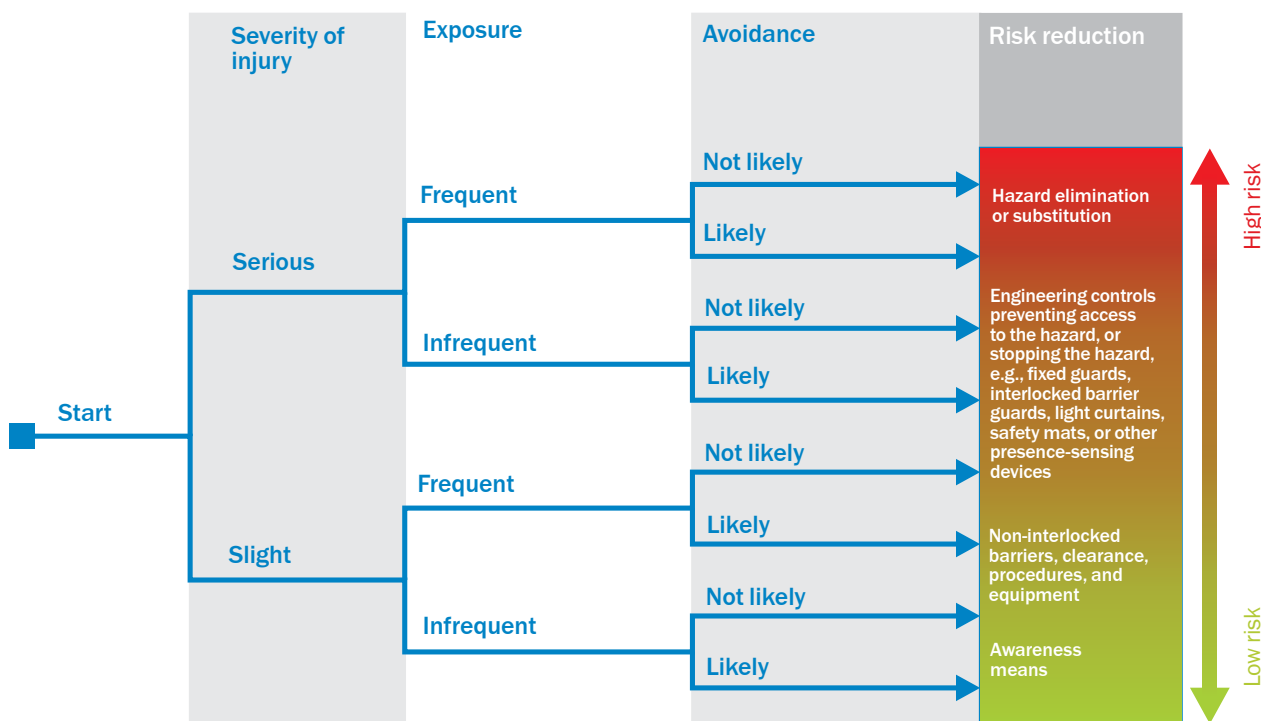 Severity of
injury
Exposure
Avoidance
Risk reduction
Start
Serious
Slight
Frequent
Infrequent
Frequent
Infrequent
Not likely
Likely
Not likely
Likely
Not likely
Likely
Not likely
Likely
Hazard elimination
or substitution
Engineering controls
preventing access
to the hazard, or
stopping the hazard,
e.g., fixed guards,
interlocked barrier
guards, light curtains,
safety mats, or other
presence-sensing
devices
Non-interlocked
barriers, clearance,
procedures, and
equipment
Awareness
means
High risk
Low risk